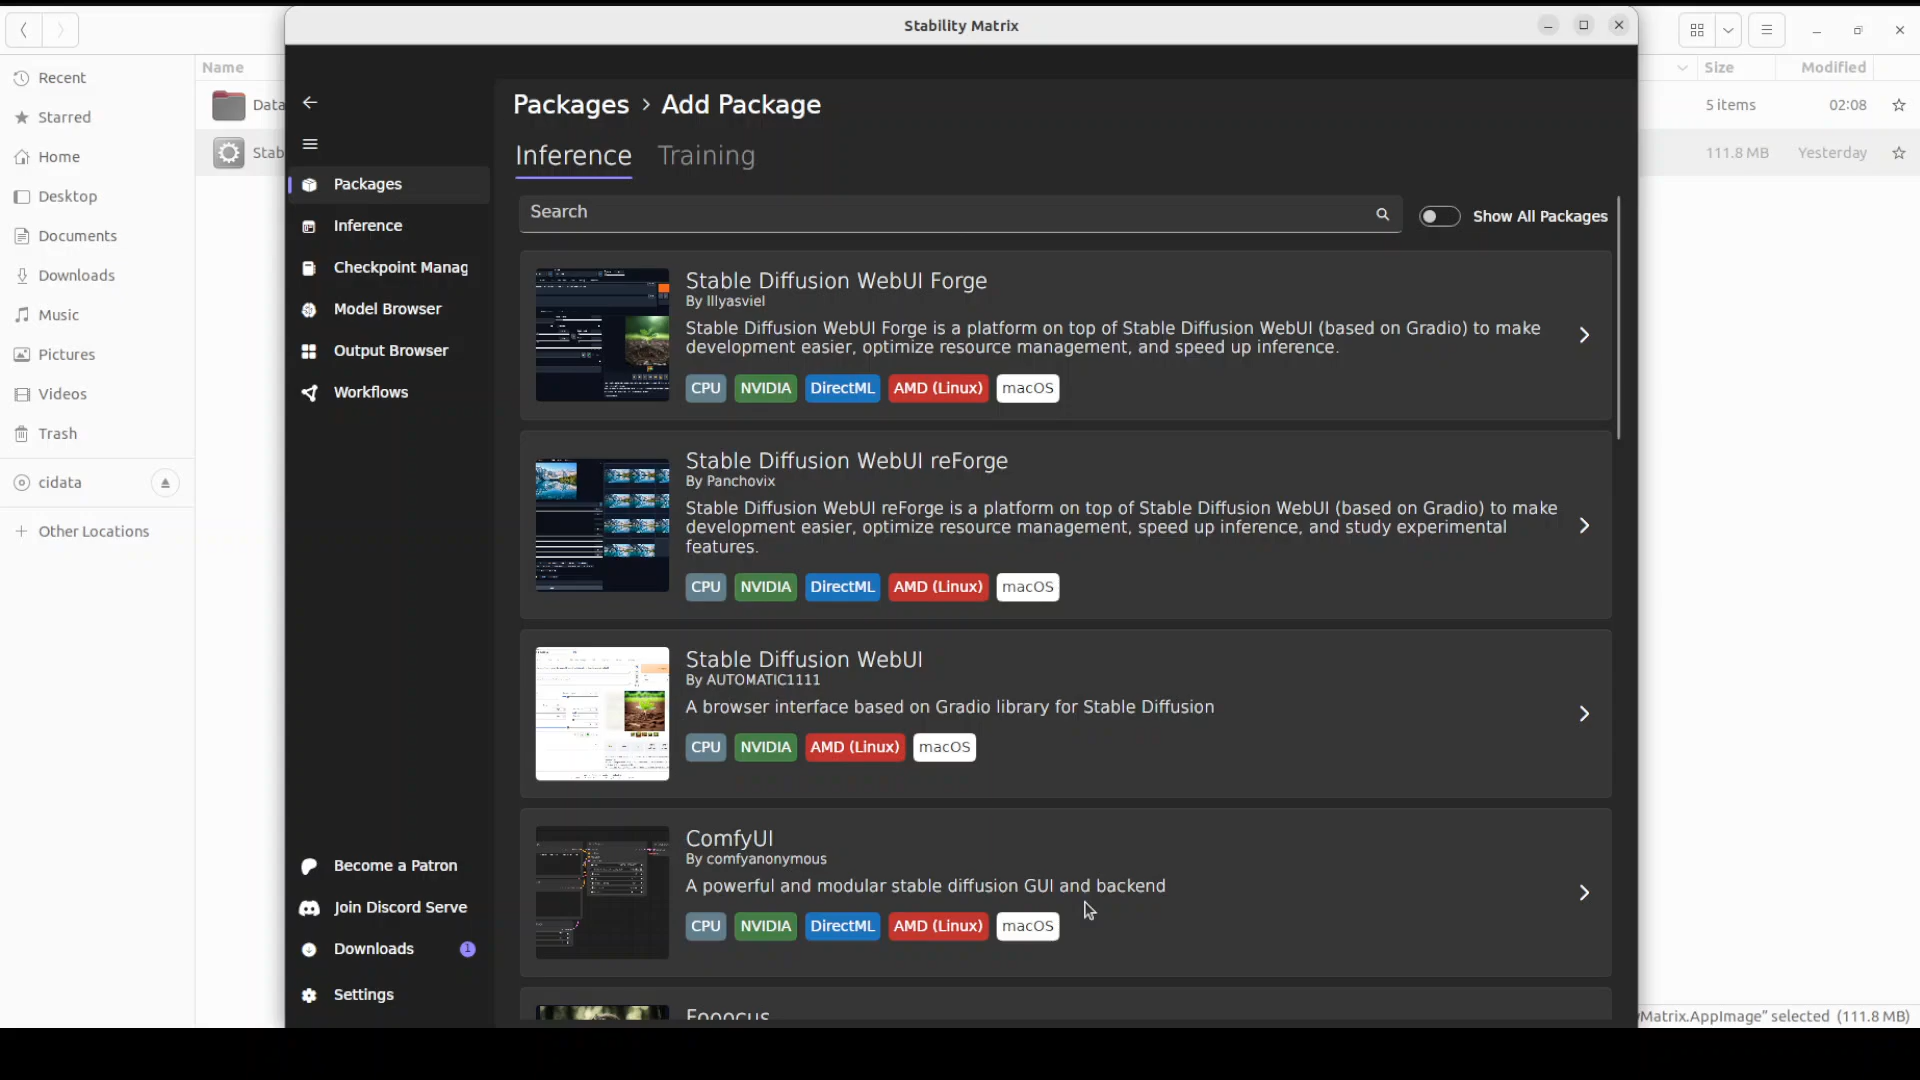 Stability Matrix
Name
Size
Modified
Recent
Starred
Home
Desktop
Documents
Downloads
Music
Pictures
Videos
Trash
cidata
Other Locations
Data
Stab
5 items
02:08
111.8 MB
Yesterday
Packages
Inference
Checkpoint Manag
Model Browser
Output Browser
Workflows
Become a Patron
Join Discord Serve
Downloads
1
Settings
Packages > Add Package
Inference Training
Search
Show All Packages
Stable Diffusion WebUI Forge
By lllyasviel
Stable Diffusion WebUI Forge is a platform on top of Stable Diffusion WebUI (based on Gradio) to make
development easier, optimize resource management, and speed up inference.
CPU NVIDIA DirectML AMD (Linux) macOS
Stable Diffusion WebUI reForge
By Panchovix
Stable Diffusion WebUI reForge is a platform on top of Stable Diffusion WebUI (based on Gradio) to make
development easier, optimize resource management, speed up inference, and study experimental
features.
CPU NVIDIA DirectML AMD (Linux) macOS
Stable Diffusion WebUI
By AUTOMATIC1111
A browser interface based on Gradio library for Stable Diffusion
CPU NVIDIA AMD (Linux) macOS
ComfyUI
By comfyanonymous
A powerful and modular stable diffusion GUI and backend
CPU NVIDIA DirectML AMD (Linux) macOS
Fooocus
Matrix.AppImage" selected (111.8 MB)